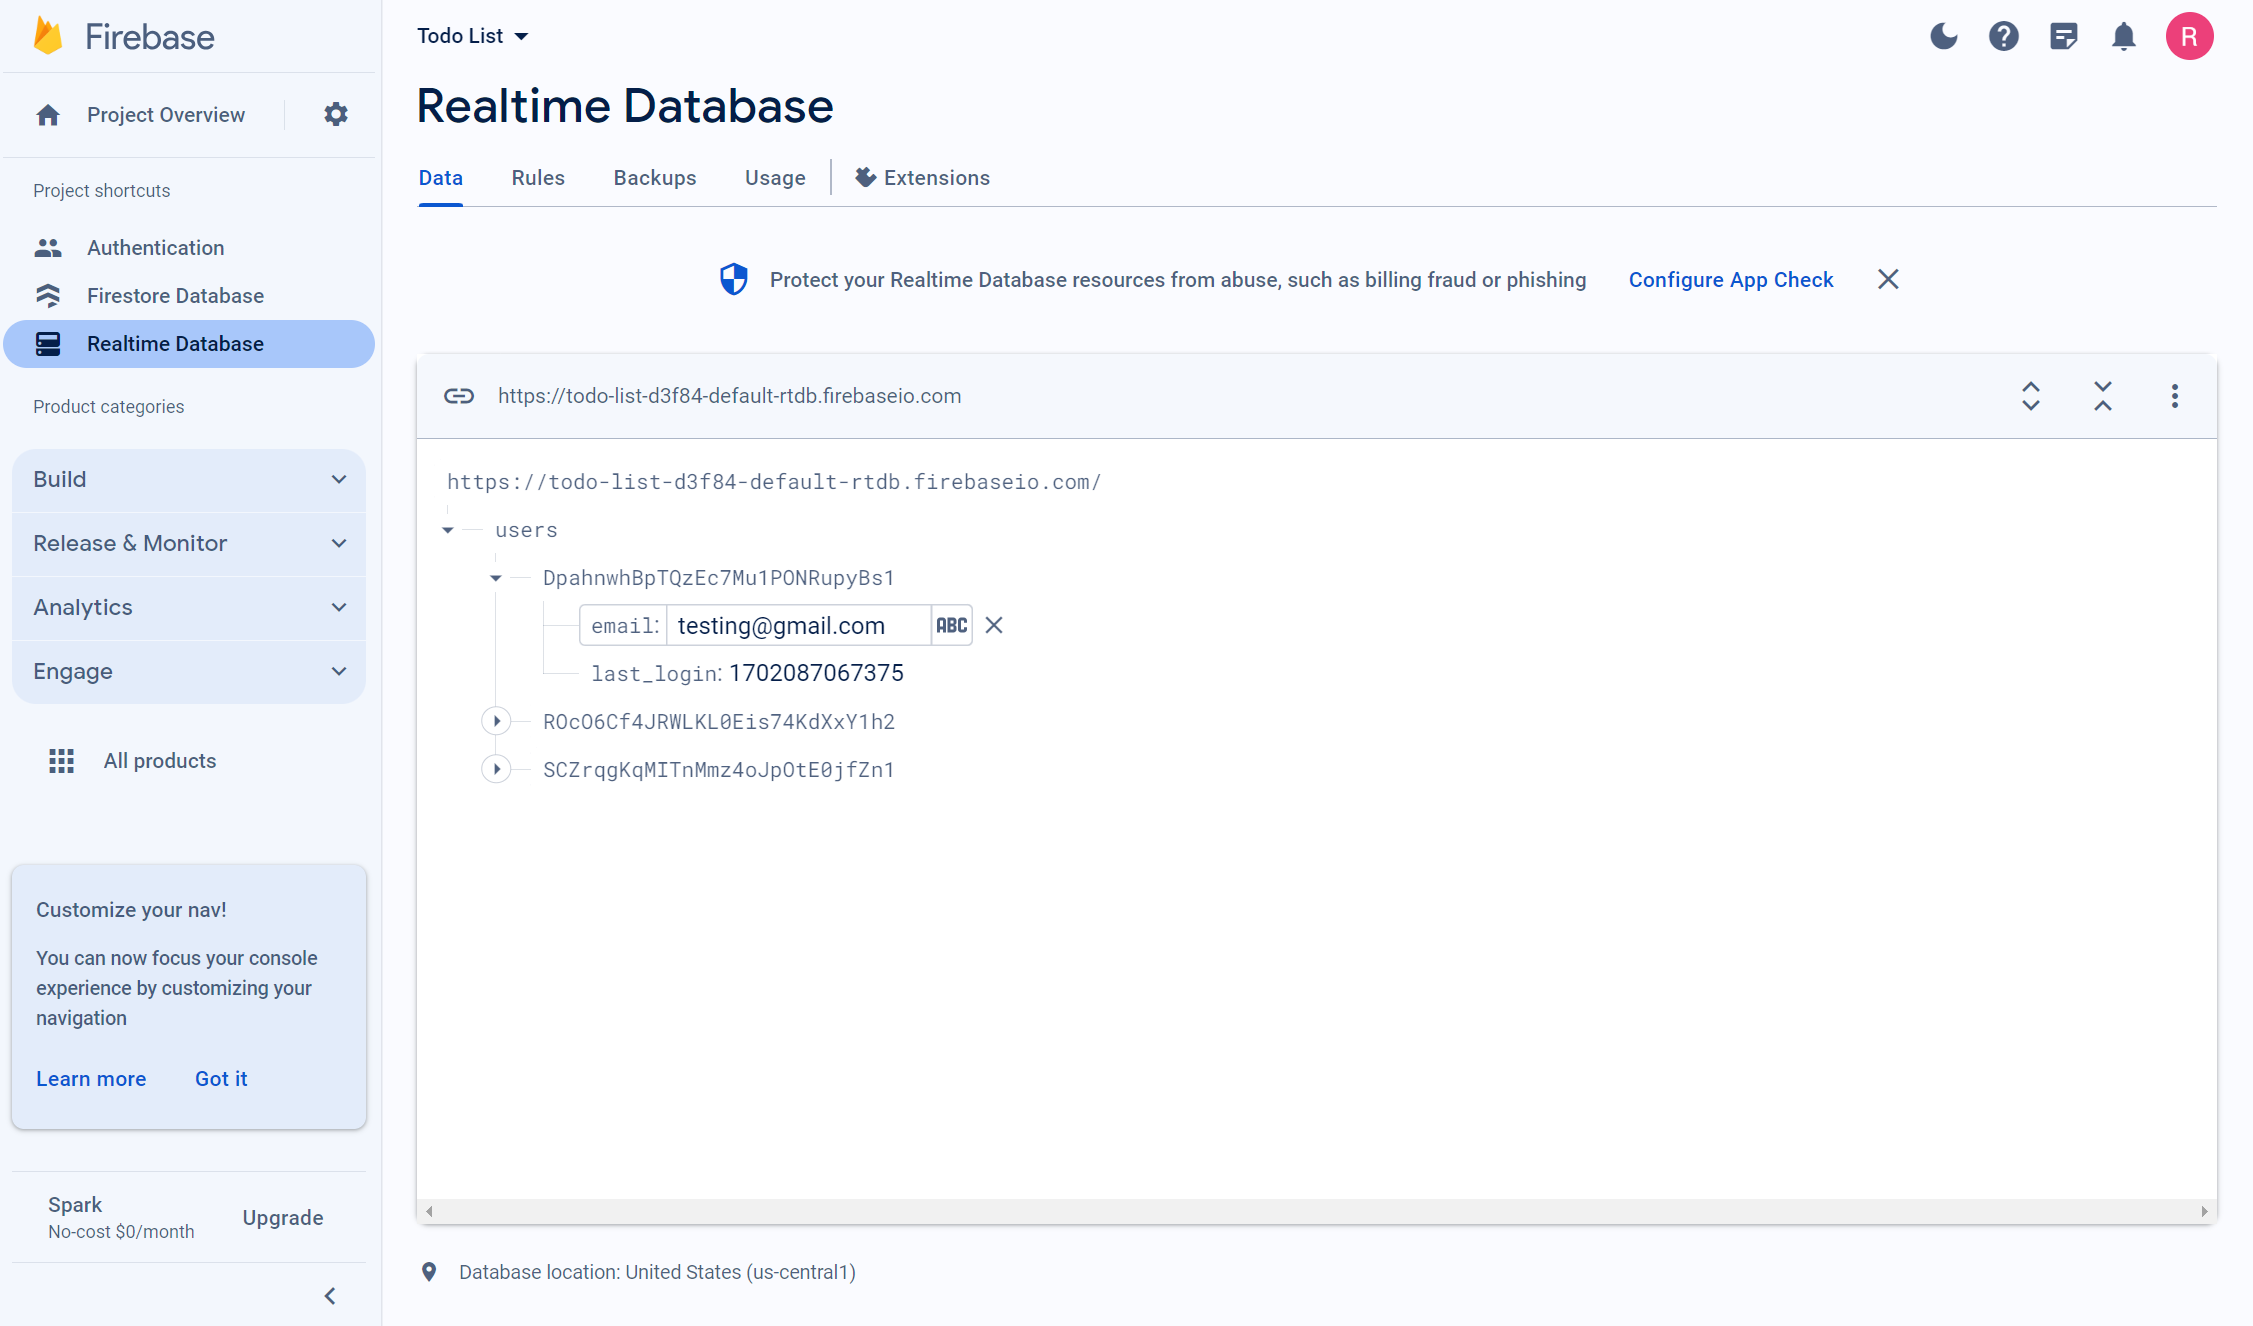 Firebase
Project Overview
Project shortcuts
Authentication
Firestore Database
Realtime Database
Product categories
Build
Release & Monitor
Analytics
Engage
All products
Customize your nav!
You can now focus your console
experience by customizing your
navigation
Learn more Got it
Spark
No-cost $0/month
Upgrade
Todo List
R
Realtime Database
Data Rules Backups Usage Extensions
Protect your Realtime Database resources from abuse, such as billing fraud or phishing Configure App Check
https://todo-list-d3f84-default-rtdb.firebaseio.com
https://todo-list-d3f84-default-rtdb.firebaseio.com/
users
DpahnwhBpTQzEc7Mu1PONRupyBs1
email: testing@gmail.com ABC
last_login: 1702087067375
ROcO6Cf4JRWLKL0Eis74KdXxY1h2
SCZrqgKqMITnMmz4oJpOtE0jfZn1
Database location: United States (us-central1)